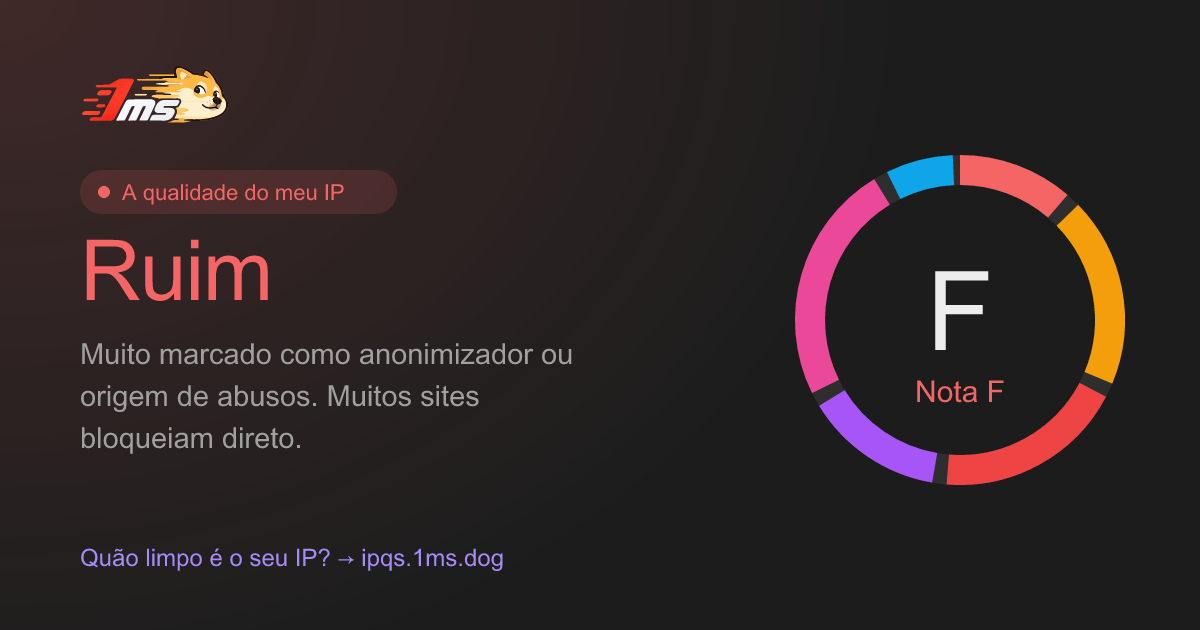 1ms
A qualidade do meu IP
Ruim
Muito marcado como anonimizador ou
origem de abusos. Muitos sites
bloqueiam direto.
F
Nota F
Quão limpo é o seu IP? → ipqs.1ms.dog